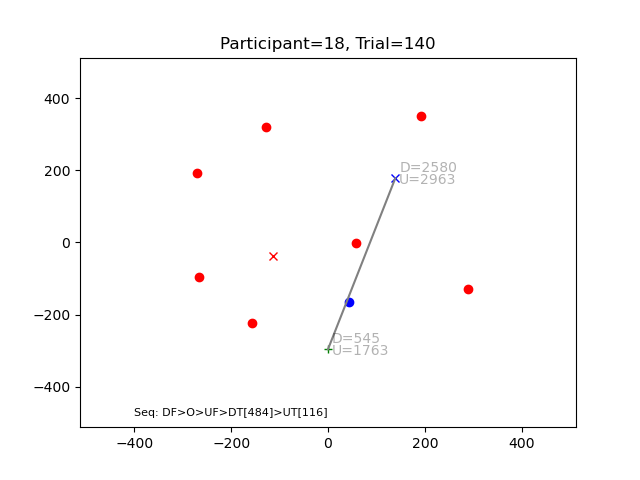 Participant=18, Trial=140
400
200
0
−200
−400
D=2580
U=2963
D=545
U=1763
Seq: DF>O>UF>DT[484]>UT[116]
−400
−200
0
200
400